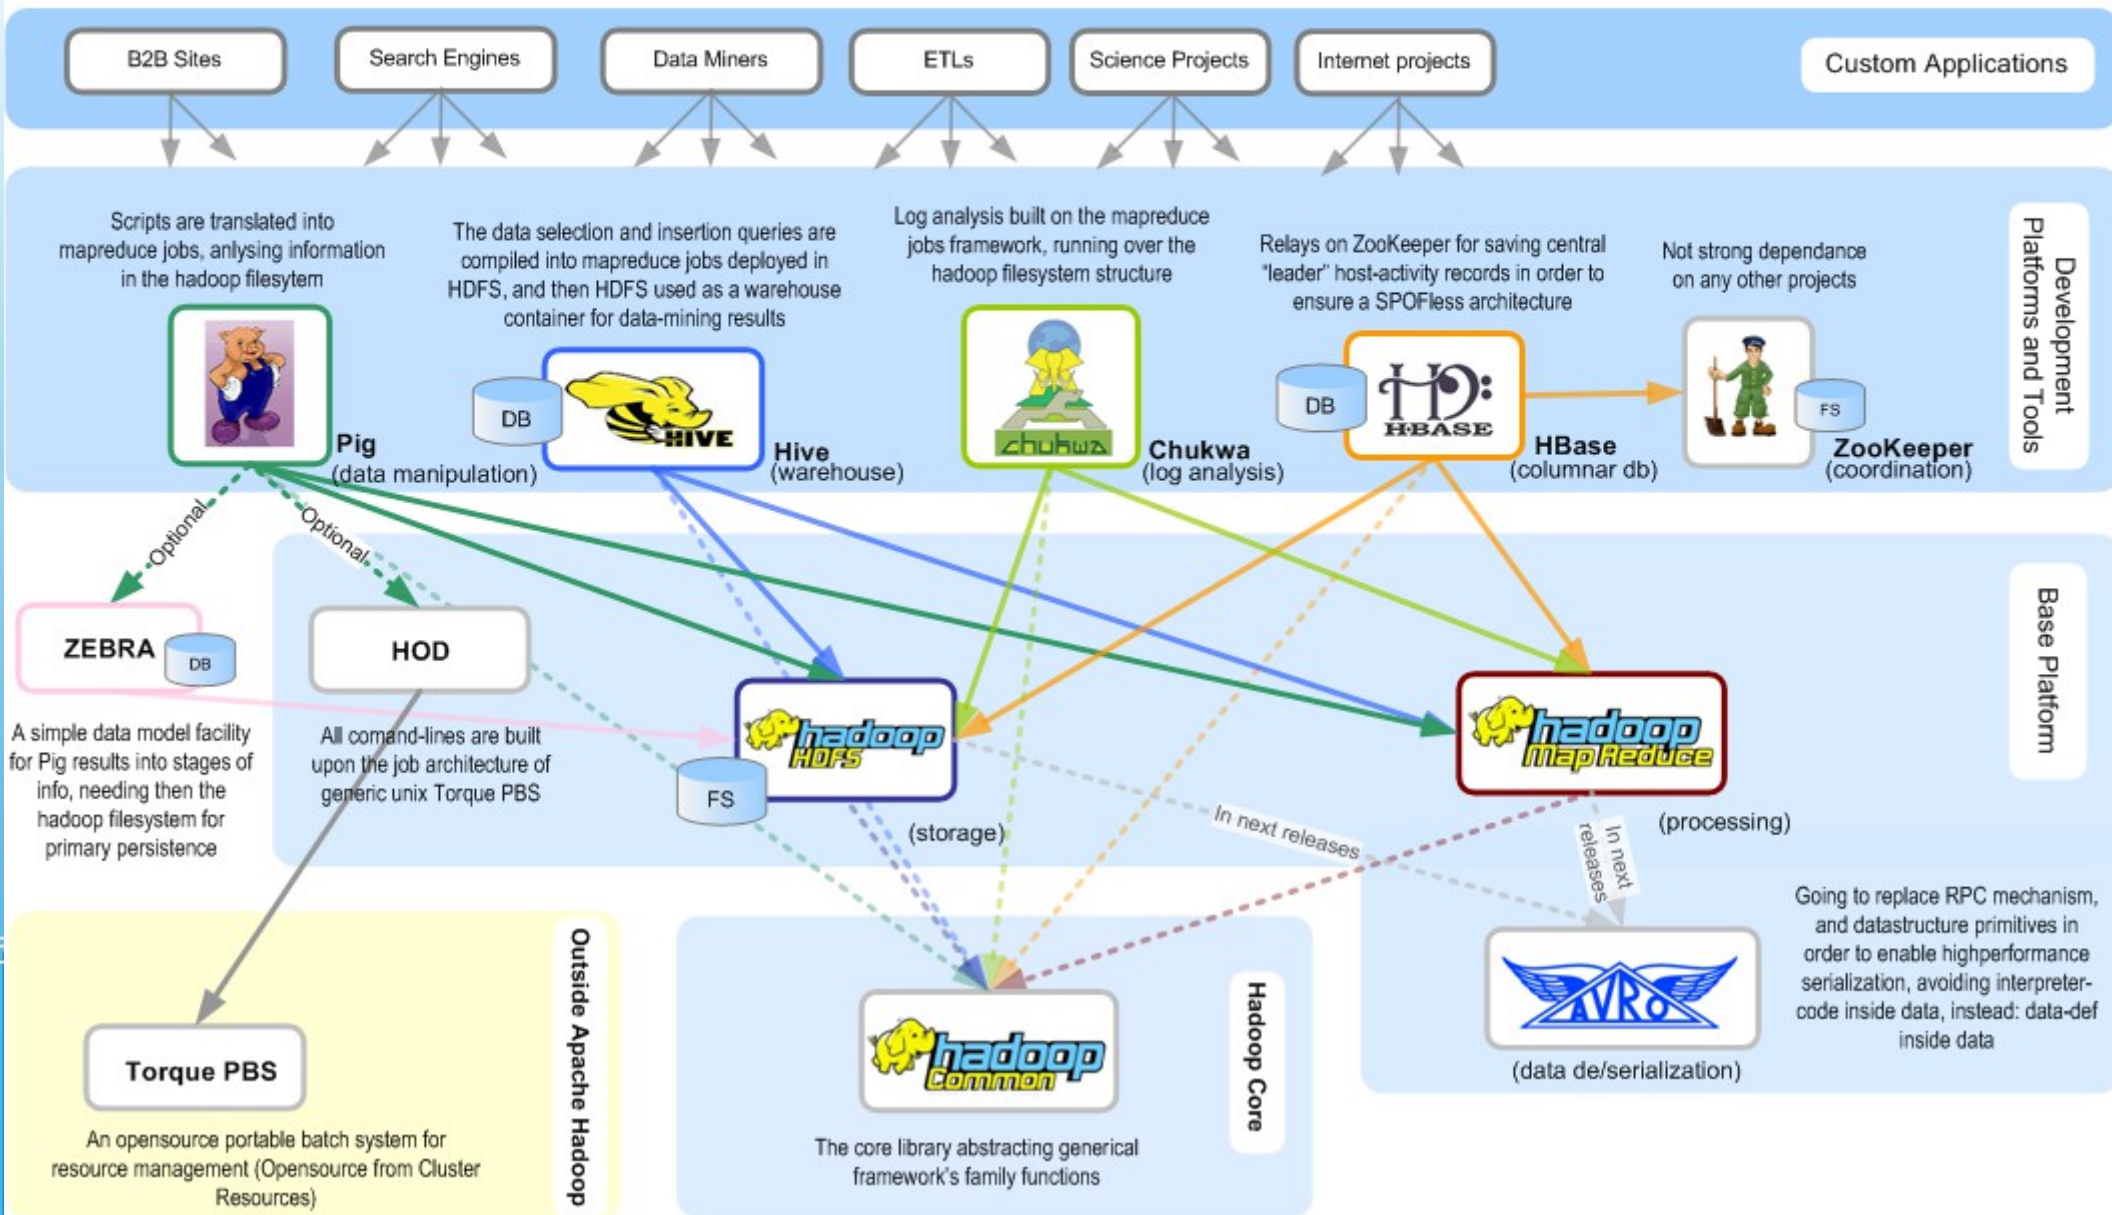 B2B Sites
Search Engines
Data Miners
ETLs
Science Projects
Internet projects
Custom Applications
Scripts are translated into
mapreduce jobs, anlysing information
in the hadoop filesytem
The data selection and insertion queries are
compiled into mapreduce jobs deployed in
HDFS, and then HDFS used as a warehouse
container for data-mining results
Log analysis built on the mapreduce
jobs framework, running over the
hadoop filesystem structure
Relays on ZooKeeper for saving central
"leader" host-activity records in order to
ensure a SPOFless architecture
Not strong dependance
on any other projects
Development
Platforms and Tools
Pig
(data manipulation)
DB
HIVE
Hive
(warehouse)
chukwa
Chukwa
(log analysis)
DB
HBASE
HBase
(columnar db)
FS
ZooKeeper
(coordination)
Optional
Optional
Base Platform
ZEBRA
DB
HOD
A simple data model facility
for Pig results into stages of
info, needing then the
hadoop filesystem for
primary persistence
All comand-lines are built
upon the job architecture of
generic unix Torque PBS
hadoop
HDFS
FS
(storage)
hadoop
Map Reduce
(processing)
In next releases
In next
releases
Going to replace RPC mechanism,
and datastructure primitives in
order to enable highperformance
serialization, avoiding interpreter-
code inside data, instead: data-def
inside data
AVRO
(data de/serialization)
Outside Apache Hadoop
Torque PBS
An opensource portable batch system for
resource management (Opensource from Cluster
Resources)
Hadoop Core
hadoop
Common
The core library abstracting generical
framework's family functions